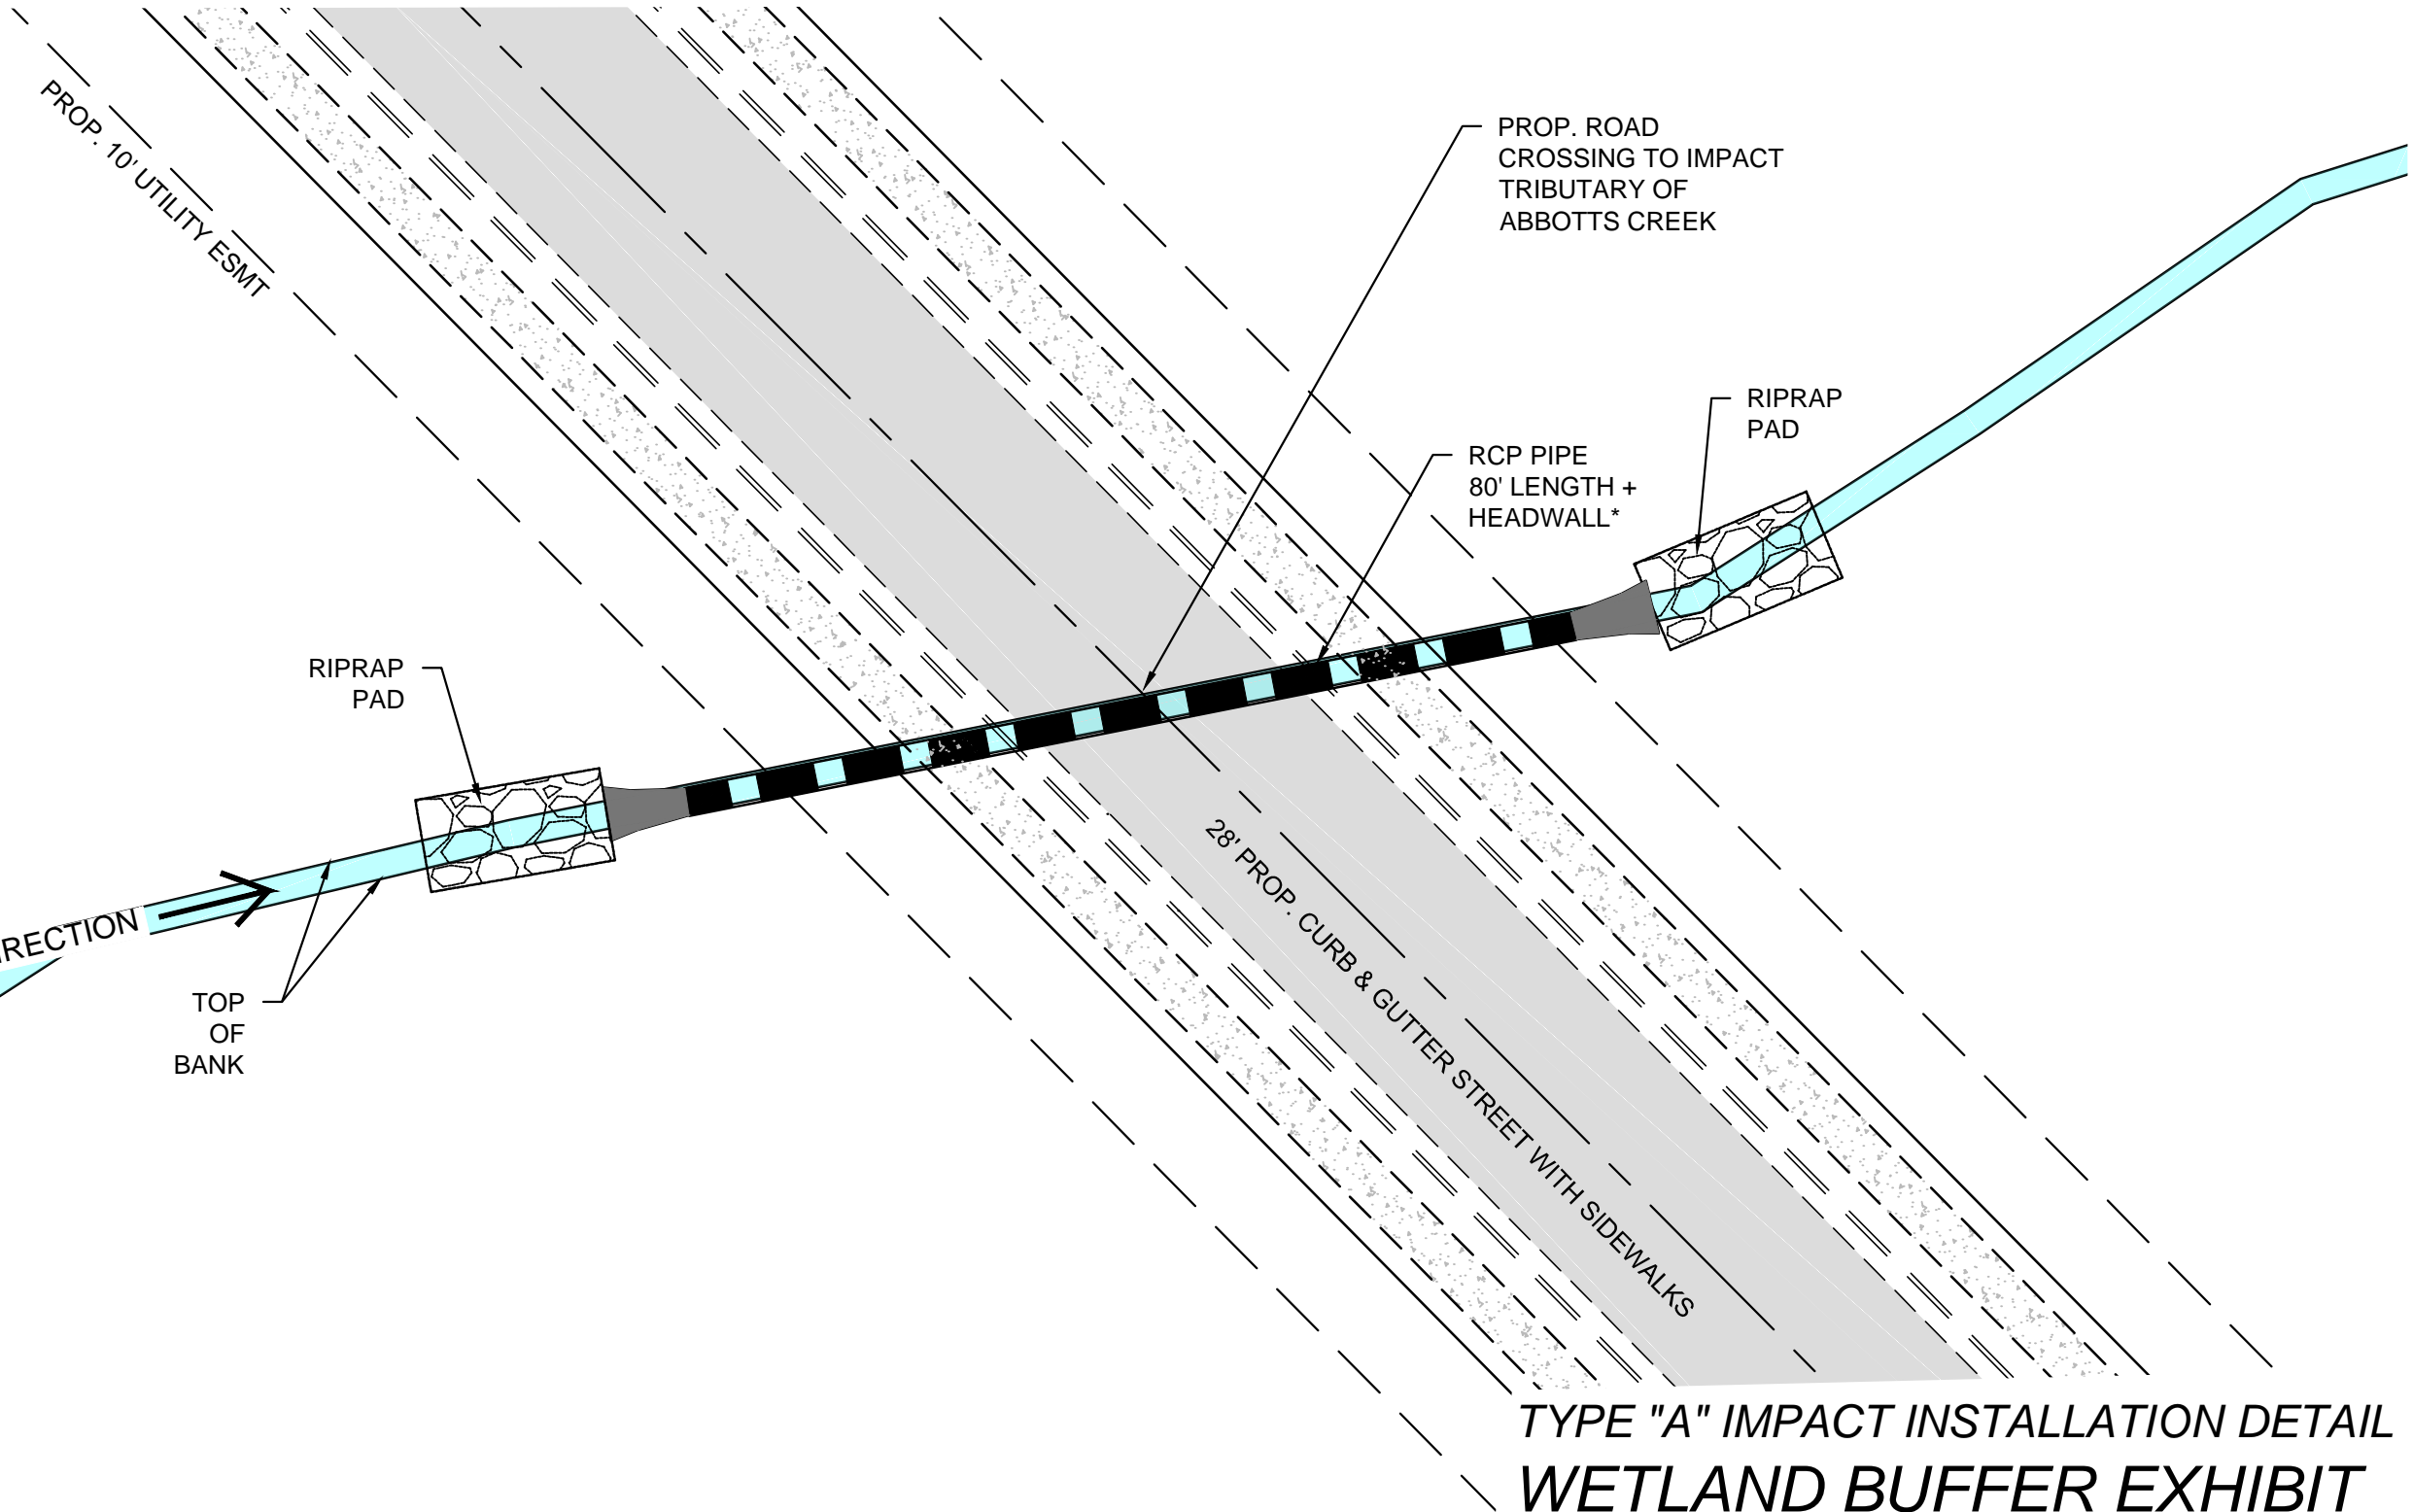 PROP. 10' UTILITY ESMT
PROP. ROAD
CROSSING TO IMPACT
TRIBUTARY OF
ABBOTTS CREEK
RIPRAP
PAD
RCP PIPE
80' LENGTH +
HEADWALL*
RIPRAP
PAD
RECTION
TOP
OF
BANK
28' PROP. CURB & GUTTER STREET WITH SIDEWALKS
TYPE "A" IMPACT INSTALLATION DETAIL
WETLAND BUFFER EXHIBIT